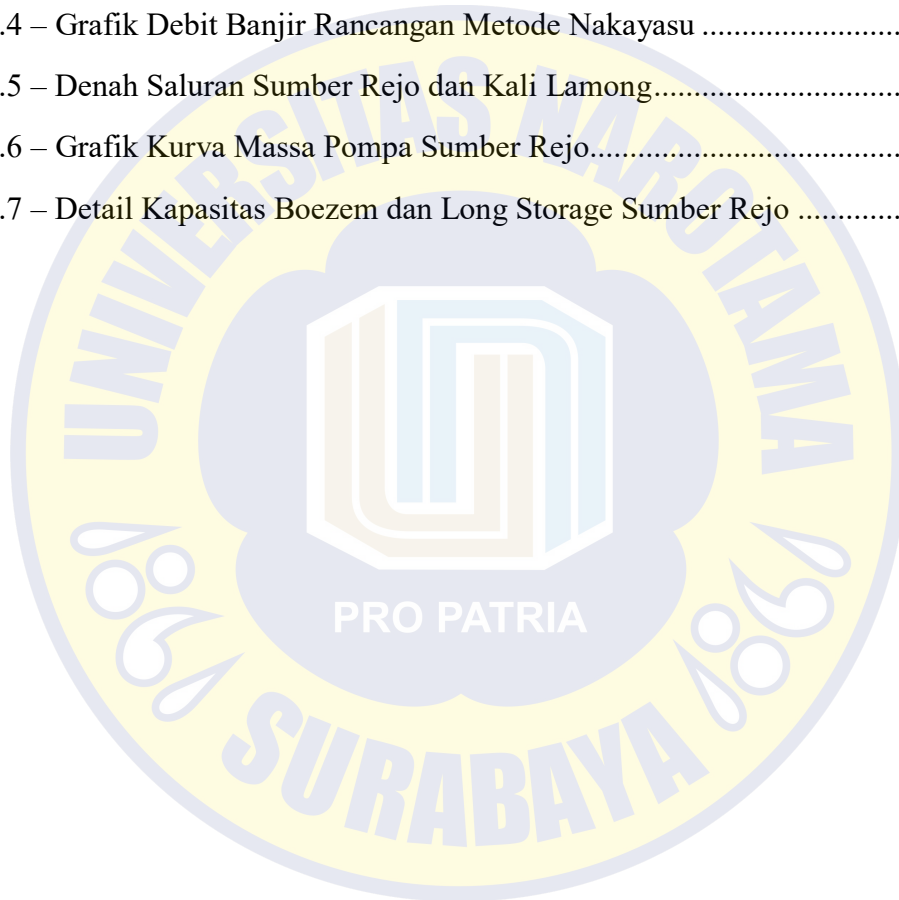 .4 – Grafik Debit Banjir Rancangan Metode Nakayasu ........................
.5 – Denah Saluran Sumber Rejo dan Kali Lamong..............................
.6 – Grafik Kurva Massa Pompa Sumber Rejo.....................................
.7 – Detail Kapasitas Boezem dan Long Storage Sumber Rejo .............
UNIVERSITAS NAROTAMA
PRO PATRIA
SURABAYA